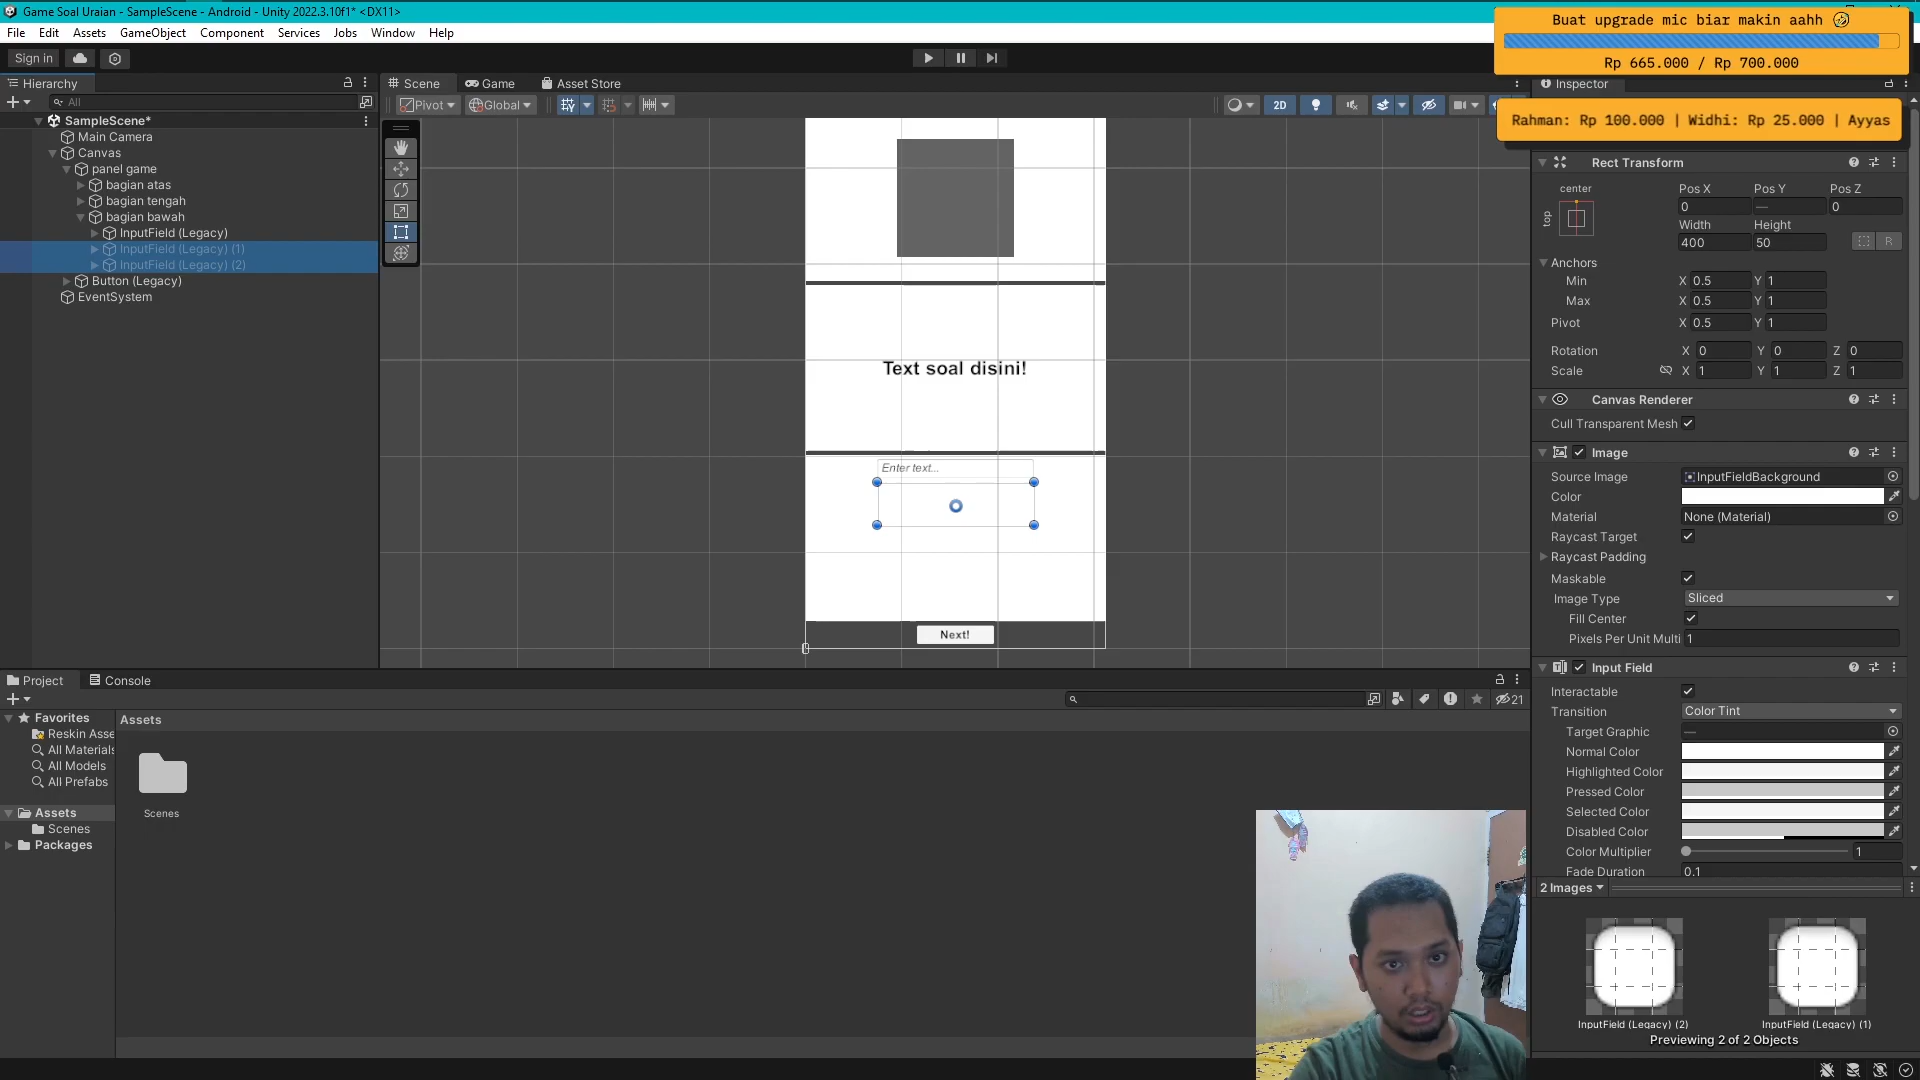 Game Soal Uraian - SampleScene - Android - Unity 2022.3.10f1* <DX11>
File Edit Assets GameObject Component Services Jobs Window Help
Buat upgrade mic biar makin aahh 🤣
Rp 665.000 / Rp 700.000
Sign in
Hierarchy
Scene
Game
Asset Store
Inspector
All
Pivot
Global
2D
Rahman: Rp 100.000 | Widhi: Rp 25.000 | Ayyas
SampleScene*
Main Camera
Canvas
panel game
bagian atas
bagian tengah
bagian bawah
InputField (Legacy)
InputField (Legacy) (1)
InputField (Legacy) (2)
Button (Legacy)
EventSystem
Text soal disini!
Enter text...
Next!
Rect Transform
center
top
Pos X Pos Y Pos Z
0 — 0
Width Height
400 50
R
Anchors
Min X 0.5 Y 1
Max X 0.5 Y 1
Pivot X 0.5 Y 1
Rotation X 0 Y 0 Z 0
Scale X 1 Y 1 Z 1
Canvas Renderer
Cull Transparent Mesh
Image
Source Image InputFieldBackground
Color
Material None (Material)
Raycast Target
Raycast Padding
Maskable
Image Type Sliced
Fill Center
Pixels Per Unit Multi 1
Input Field
Interactable
Transition Color Tint
Target Graphic —
Normal Color
Highlighted Color
Pressed Color
Selected Color
Disabled Color
Color Multiplier 1
Fade Duration 0.1
2 Images
InputField (Legacy) (2)
InputField (Legacy) (1)
Previewing 2 of 2 Objects
Project
Console
21
Favorites
Reskin Asse
All Materials
All Models
All Prefabs
Assets
Scenes
Packages
Assets
Scenes